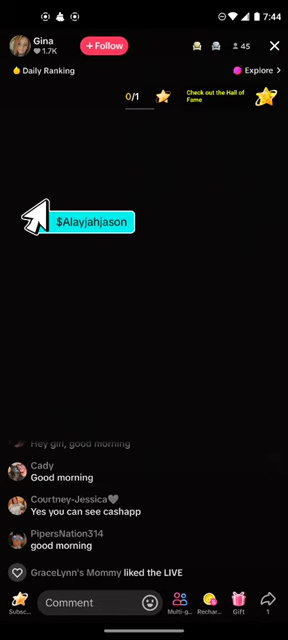 7:44
Gina
1.7K
+ Follow
45
Daily Ranking
Explore >
0/1
Check out the Hall of
Fame
$Alayjahjason
Hey girl, good morning
Cady
Good morning
Courtney-Jessica🖤
Yes you can see cashapp
PipersNation314
good morning
GraceLynn's Mommy liked the LIVE
Subsc...
Comment
Multi-g...
Rechar...
Gift
1